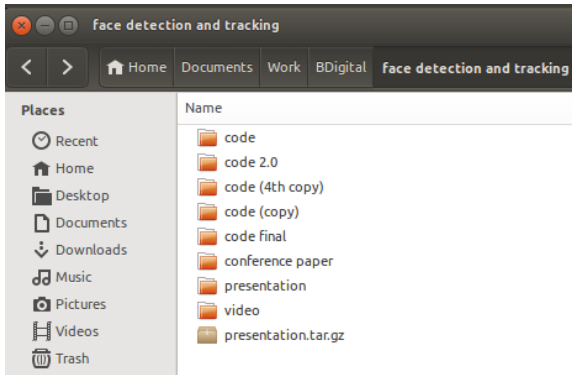 face detection and tracking
Home Documents Work BDigital face detection and tracking
Places
Recent
Home
Desktop
Documents
Downloads
Music
Pictures
Videos
Trash
Name
code
code 2.0
code (4th copy)
code (copy)
code final
conference paper
presentation
video
presentation.tar.gz